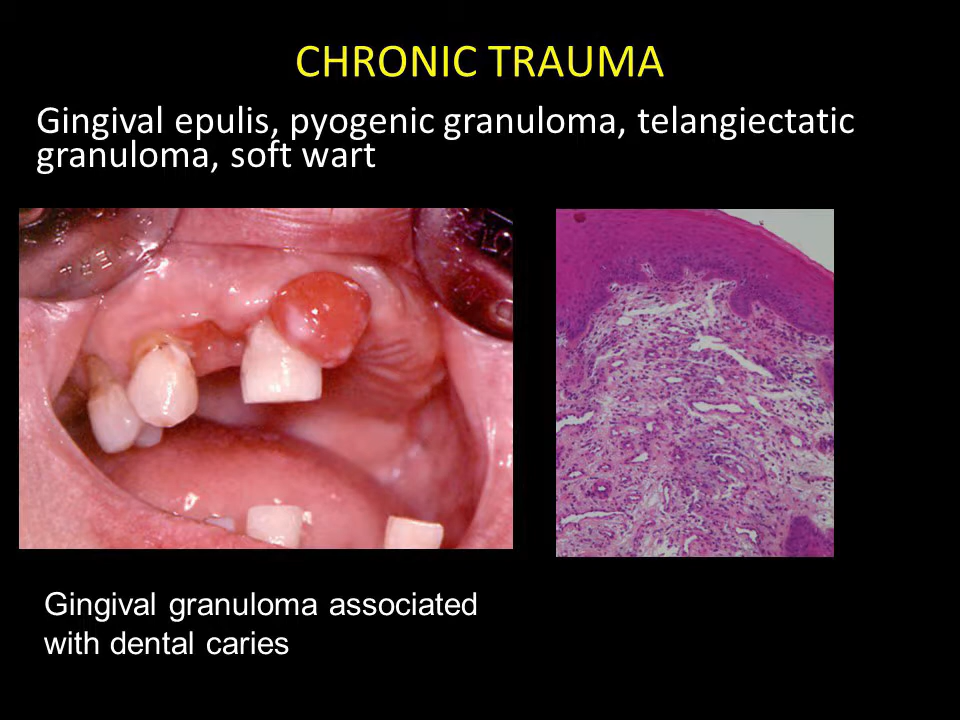 CHRONIC TRAUMA
Gingival epulis, pyogenic granuloma, telangiectatic
granuloma, soft wart
Gingival granuloma associated
with dental caries